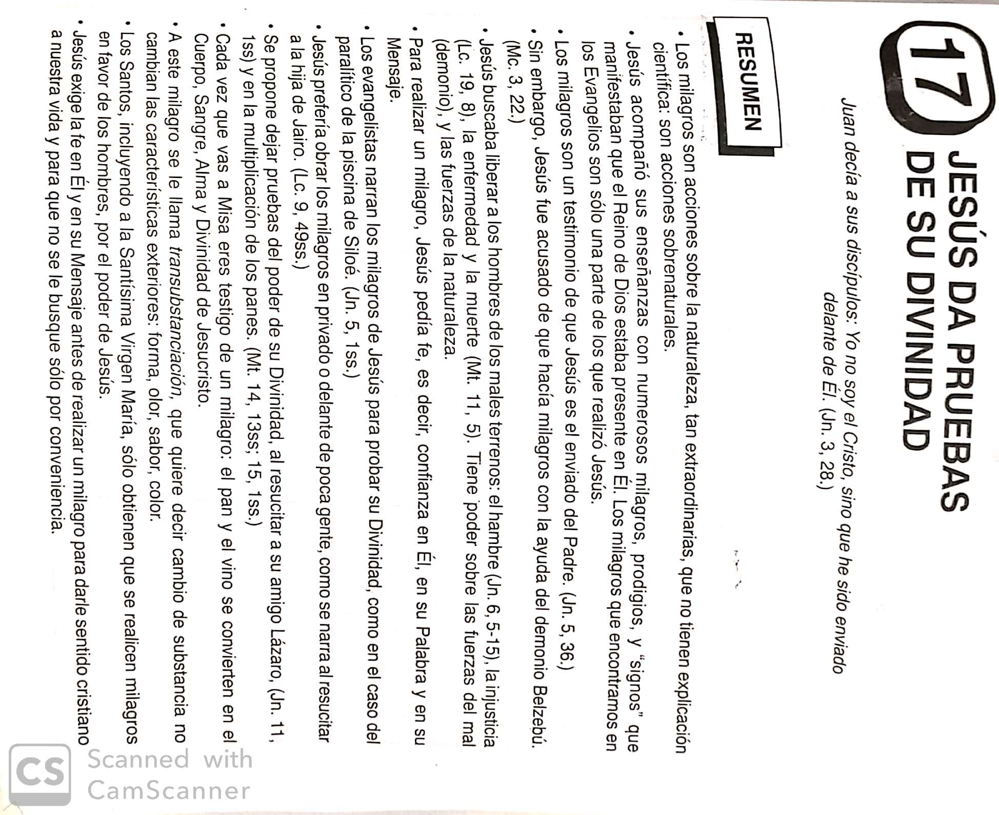 17
JESÚS DA PRUEBAS
DE SU DIVINIDAD
Juan decía a sus discípulos: Yo no soy el Cristo, sino que he sido enviado
delante de Él. (Jn. 3, 28.)
RESUMEN
• Los milagros son acciones sobre la naturaleza, tan extraordinarias, que no tienen explicación
científica: son acciones sobrenaturales.
• Jesús acompañó sus enseñanzas con numerosos milagros, prodigios, y “signos” que
manifestaban que el Reino de Dios estaba presente en Él. Los milagros que encontramos en
los Evangelios son sólo una parte de los que realizó Jesús.
• Los milagros son un testimonio de que Jesús es el enviado del Padre. (Jn. 5, 36.)
• Sin embargo, Jesús fue acusado de que hacía milagros con la ayuda del demonio Belzebú.
(Mc. 3, 22.)
• Jesús buscaba liberar a los hombres de los males terrenos: el hambre (Jn. 6, 5-15), la injusticia
(Lc. 19, 8), la enfermedad y la muerte (Mt. 11, 5). Tiene poder sobre las fuerzas del mal
(demonio), y las fuerzas de la naturaleza.
• Para realizar un milagro, Jesús pedía fe, es decir, confianza en Él, en su Palabra y en su
Mensaje.
• Los evangelistas narran los milagros de Jesús para probar su Divinidad, como en el caso del
paralítico de la piscina de Siloé. (Jn. 5, 1ss.)
• Jesús prefería obrar los milagros en privado o delante de poca gente, como se narra al resucitar
a la hija de Jairo. (Lc. 9, 49ss.)
• Se propone dejar pruebas del poder de su Divinidad, al resucitar a su amigo Lázaro, (Jn. 11,
1ss) y en la multiplicación de los panes. (Mt. 14, 13ss; 15, 1ss.)
• Cada vez que vas a Misa eres testigo de un milagro: el pan y el vino se convierten en el
Cuerpo, Sangre, Alma y Divinidad de Jesucristo.
• A este milagro se le llama transubstanciación, que quiere decir cambio de substancia no
cambian las características exteriores: forma, olor, sabor, color.
• Los Santos, incluyendo a la Santísima Virgen María, sólo obtienen que se realicen milagros
en favor de los hombres, por el poder de Jesús.
• Jesús exige la fe en Él y en su Mensaje antes de realizar un milagro para darle sentido cristiano
a nuestra vida y para que no se le busque sólo por conveniencia.
CS
Scanned with
CamScanner